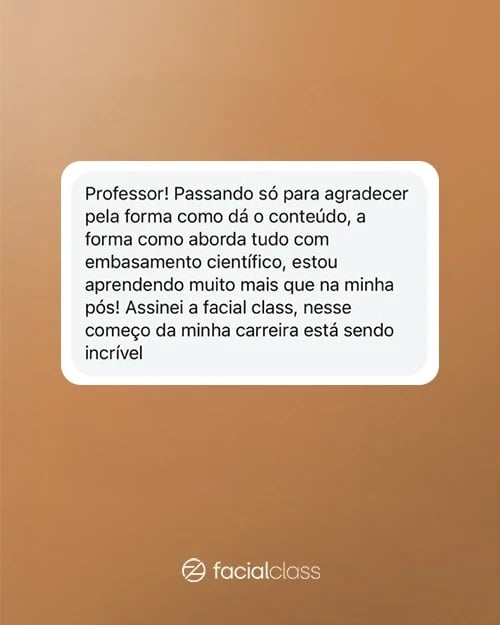 Professor! Passando só para agradecer
pela forma como dá o conteúdo, a
forma como aborda tudo com
embasamento científico, estou
aprendendo muito mais que na minha
pós! Assinei a facial class, nesse
começo da minha carreira está sendo
incrível
facialclass